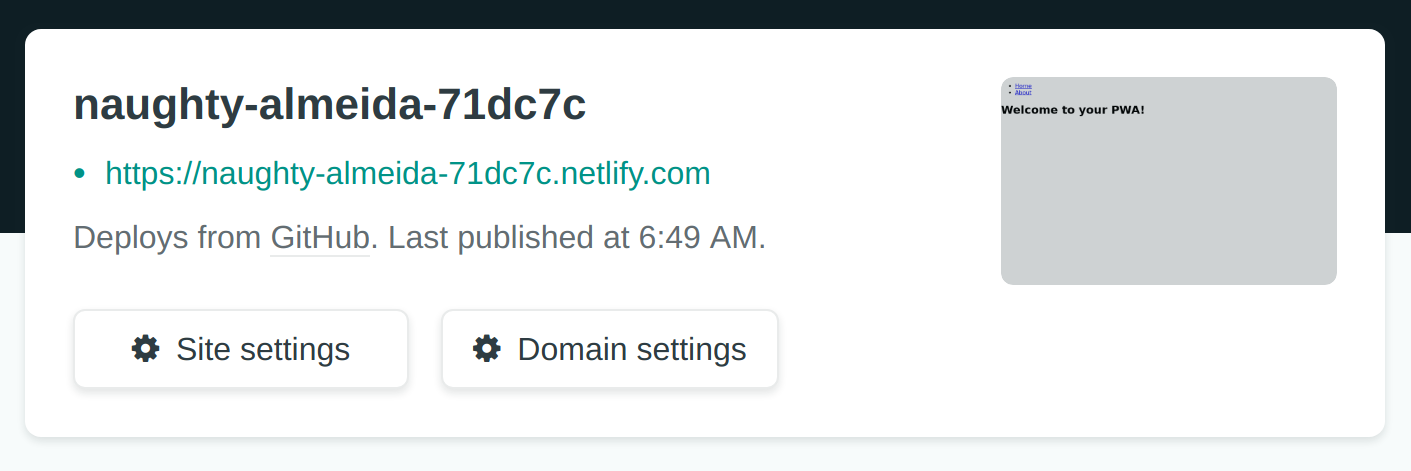 naughty-almeida-71dc7c
• https://naughty-almeida-71dc7c.netlify.com
Deploys from GitHub. Last published at 6:49 AM.
Site settings
Domain settings
• Home
• About
Welcome to your PWA!